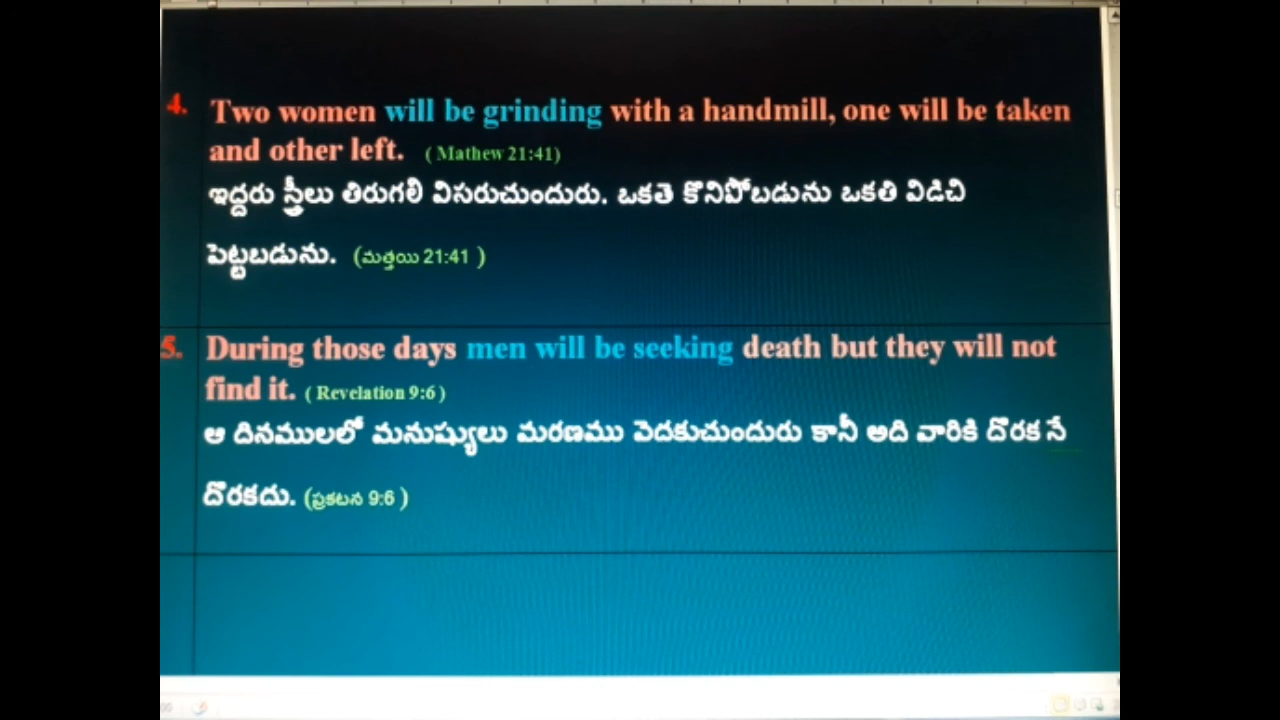 4. Two women will be grinding with a handmill, one will be taken
and other left. ( Mathew 21:41)
ఇద్దరు స్త్రీలు తిరుగలి విసరుచుందురు. ఒకతె కొనిపోబడును ఒకతి విడిచి
పెట్టబడును. (మత్తయి 21:41 )
5. During those days men will be seeking death but they will not
find it. ( Revelation 9:6 )
ఆ దినములలో మనుష్యులు మరణము వెదకుచుందురు కానీ అది వారికి దొరక నే
దొరకదు. (ప్రకటన 9:6 )